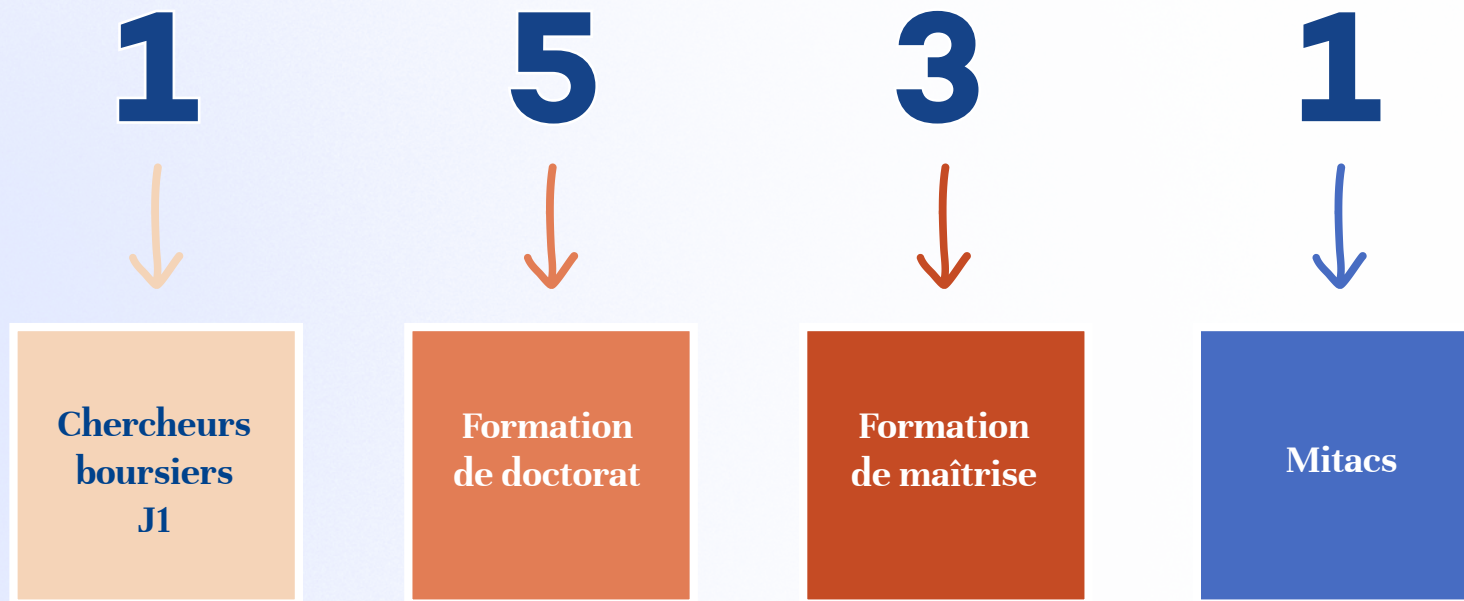 1
5
3
1
Chercheurs
boursiers
J1
Formation
de doctorat
Formation
de maîtrise
Mitacs